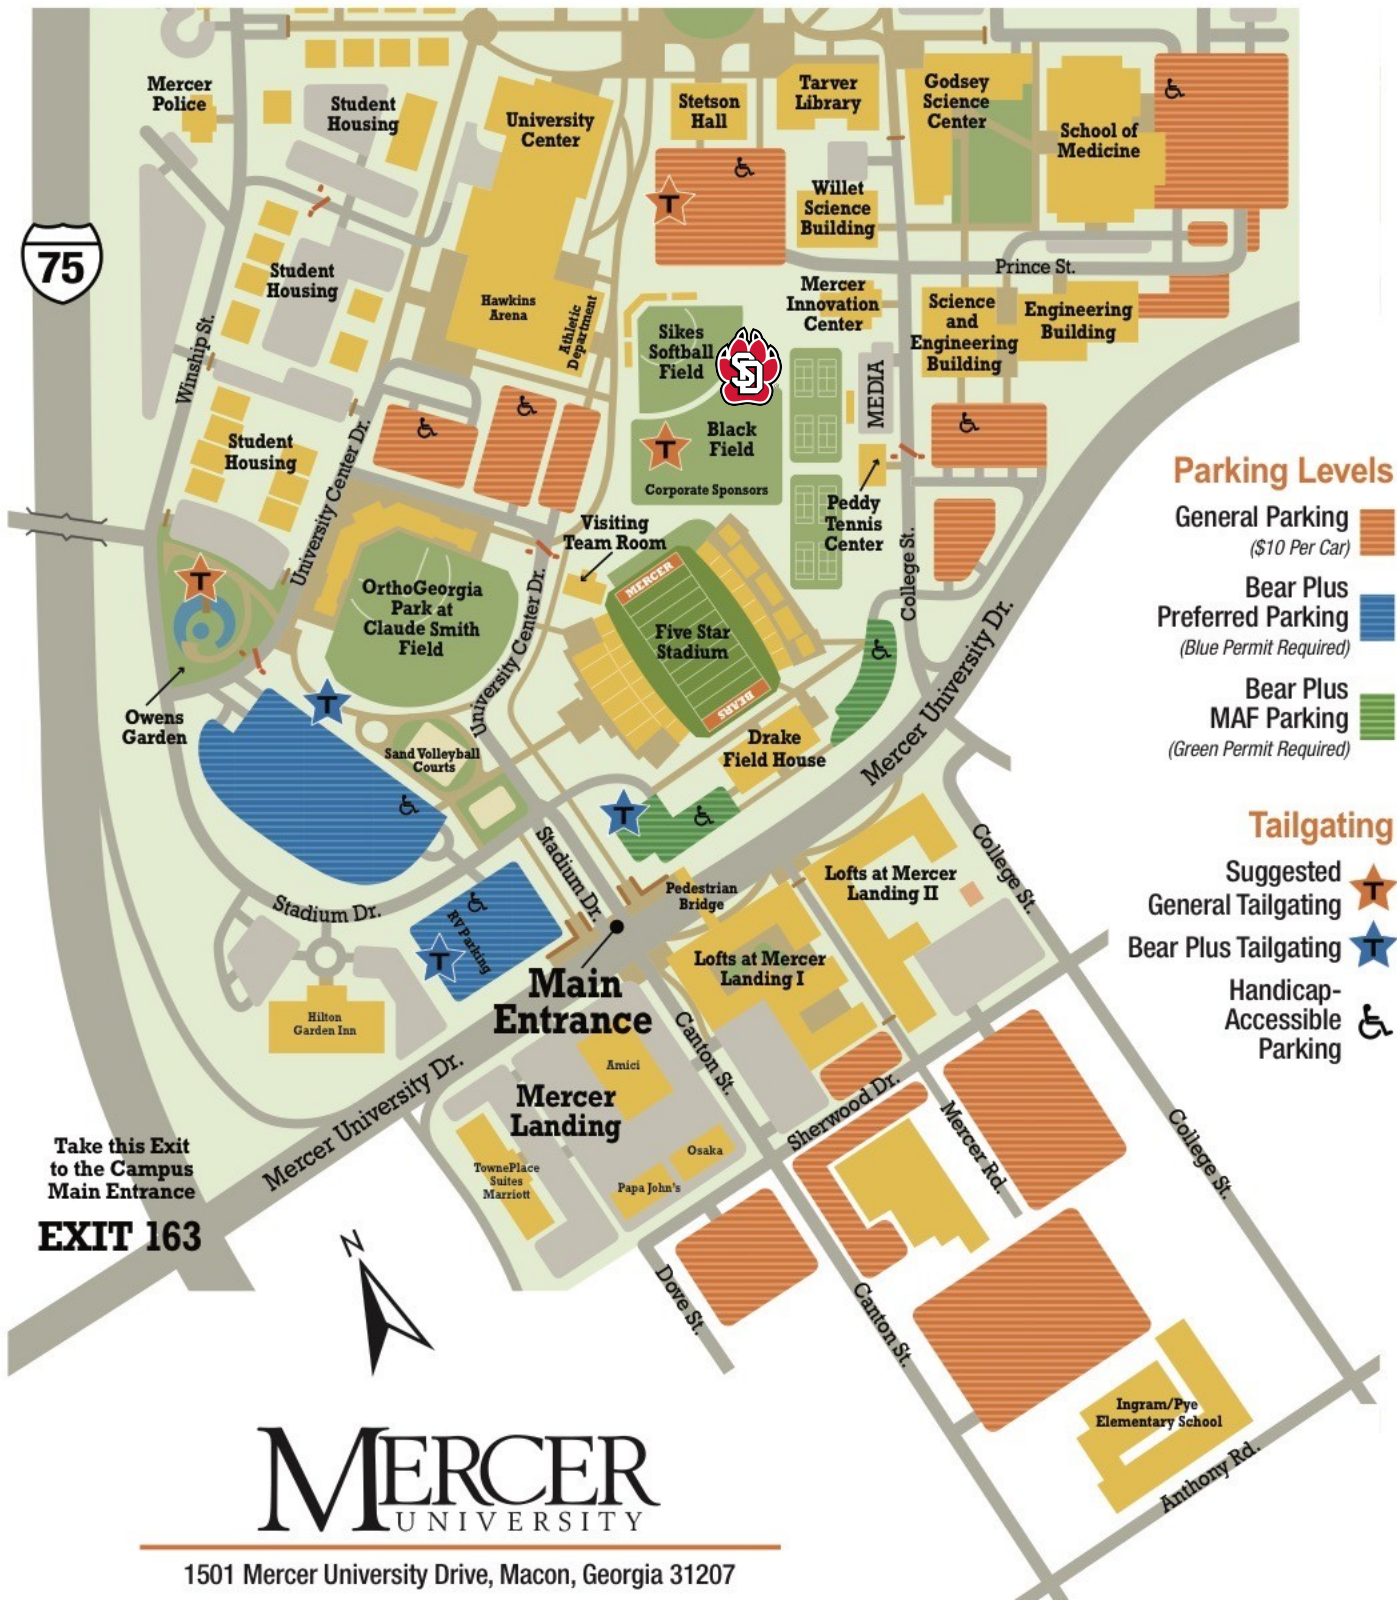 Mercer
Police
Student
Housing
University
Center
Stetson
Hall
Tarver
Library
Godsey
Science
Center
School of
Medicine
T
Willet
Science
Building
75
Student
Housing
Hawkins
Arena
Athletic
Department
Prince St.
Mercer
Innovation
Center
Science
and
Engineering
Building
Engineering
Building
Winship St.
Sikes
Softball
Field
SD
MEDIA
Student
Housing
University Center Dr.
T
Black
Field
Corporate Sponsors
Peddy
Tennis
Center
Visiting
Team Room
College St.
T
OrthoGeorgia
Park at
Claude Smith
Field
University Center Dr.
MERCER
Five Star
Stadium
BEARS
Owens
Garden
T
Sand Volleyball
Courts
Drake
Field House
Mercer University Dr.
T
Stadium Dr.
Stadium Dr.
RV Parking
T
Pedestrian
Bridge
Lofts at Mercer
Landing II
College St.
Lofts at Mercer
Landing I
Main
Entrance
Hilton
Garden Inn
Canton St.
Amici
Mercer
Landing
Mercer University Dr.
Sherwood Dr.
Mercer Rd.
College St.
TownePlace
Suites
Marriott
Osaka
Papa John's
Dove St.
Canton St.
Ingram/Pye
Elementary School
Anthony Rd.
Take this Exit
to the Campus
Main Entrance
EXIT 163
N
Parking Levels
General Parking
($10 Per Car)
Bear Plus
Preferred Parking
(Blue Permit Required)
Bear Plus
MAF Parking
(Green Permit Required)
Tailgating
Suggested
General Tailgating
T
Bear Plus Tailgating
T
Handicap-
Accessible
Parking
MERCER
UNIVERSITY
1501 Mercer University Drive, Macon, Georgia 31207